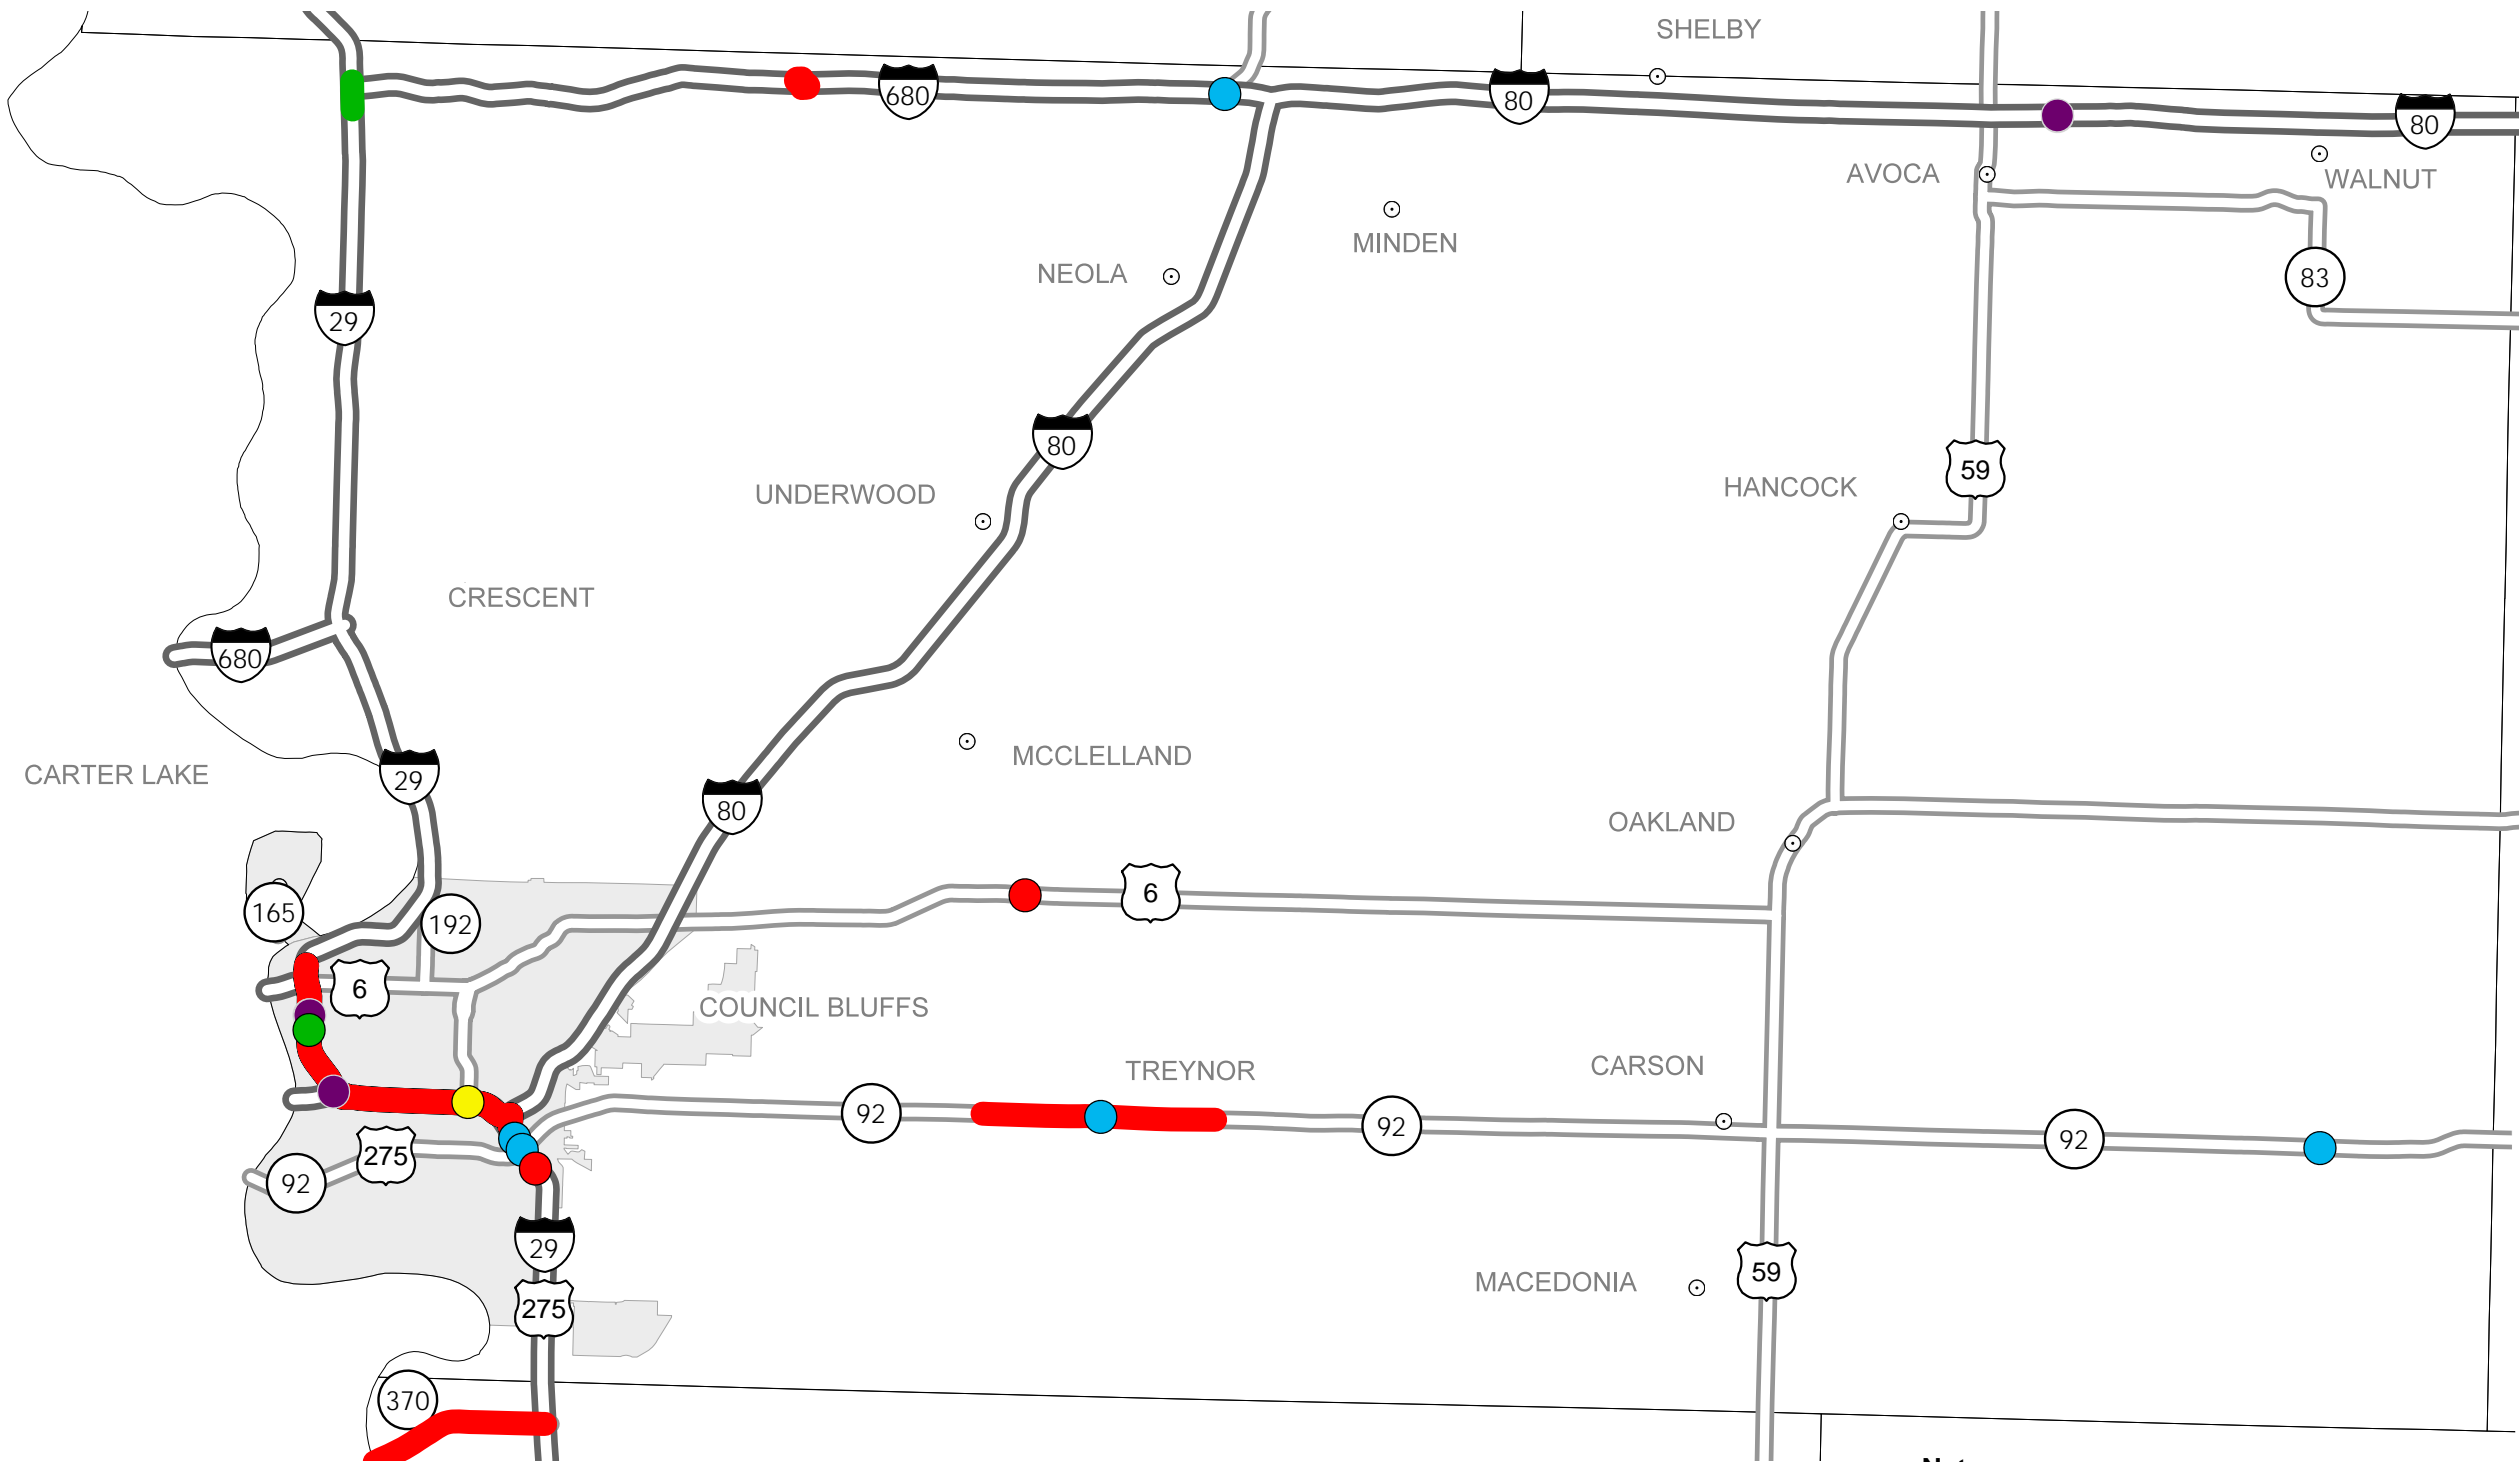 SHELBY
680
80
80
AVOCA
WALNUT
MINDEN
NEOLA
83
29
80
59
UNDERWOOD
HANCOCK
CRESCENT
680
MCCLELLAND
CARTER LAKE
29
80
OAKLAND
6
165
192
6
COUNCIL BLUFFS
TREYNOR
CARSON
92
92
92
275
92
29
59
MACEDONIA
275
370